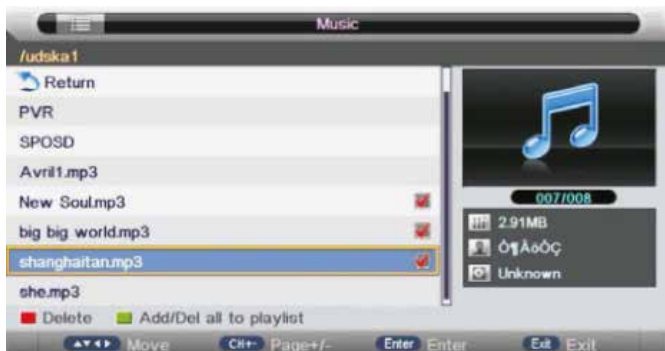 Music
/udska1
Return
PVR
SPOSD
Avril1.mp3
New Soul.mp3
big big world.mp3
shanghaitan.mp3
she.mp3
007/008
2.91MB
Ò¶ÀöÒÇ
Unknown
Delete Add/Del all to playlist
Move CH+- Page+/- Enter Enter Exit Exit